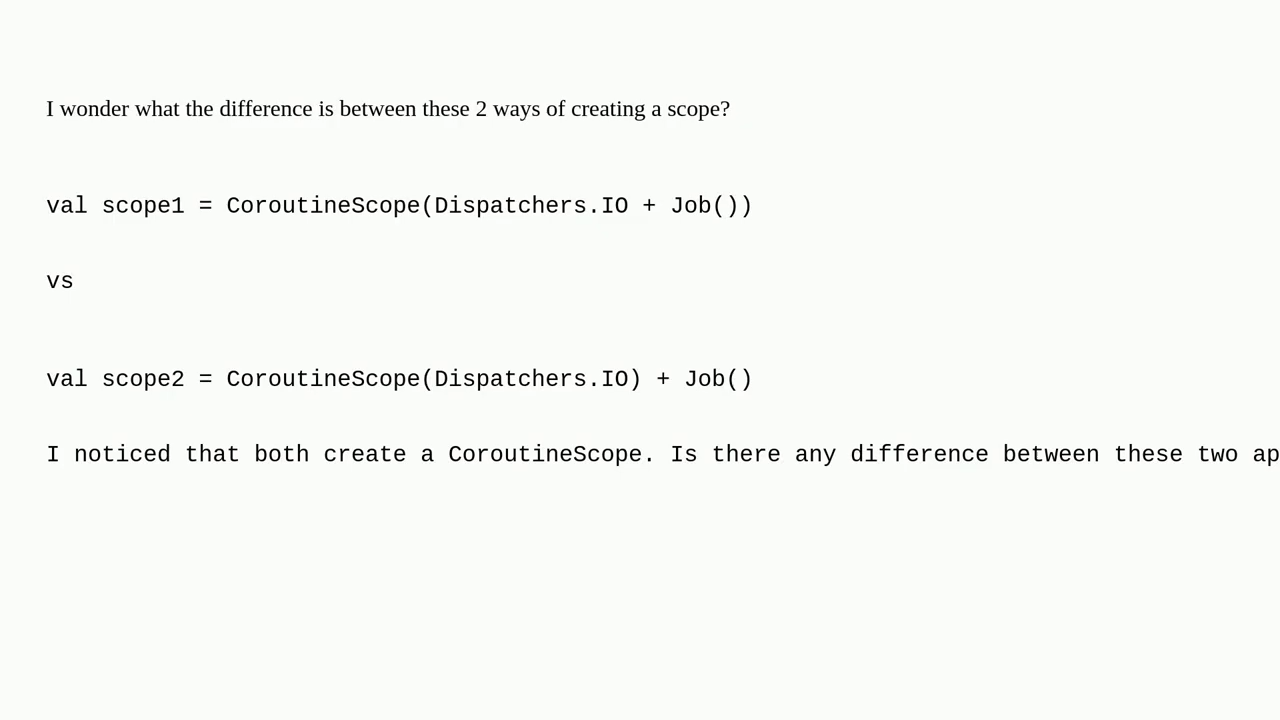 I wonder what the difference is between these 2 ways of creating a scope?
val scope1 = CoroutineScope(Dispatchers.IO + Job())
vs
val scope2 = CoroutineScope(Dispatchers.IO) + Job()
I noticed that both create a CoroutineScope. Is there any difference between these two